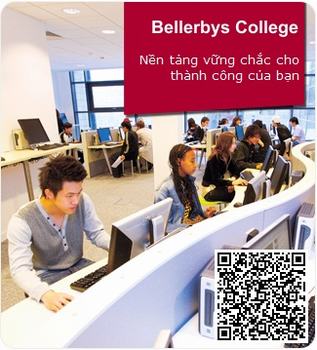 Bellerbys College
Nền tảng vững chắc cho
thành công của bạn